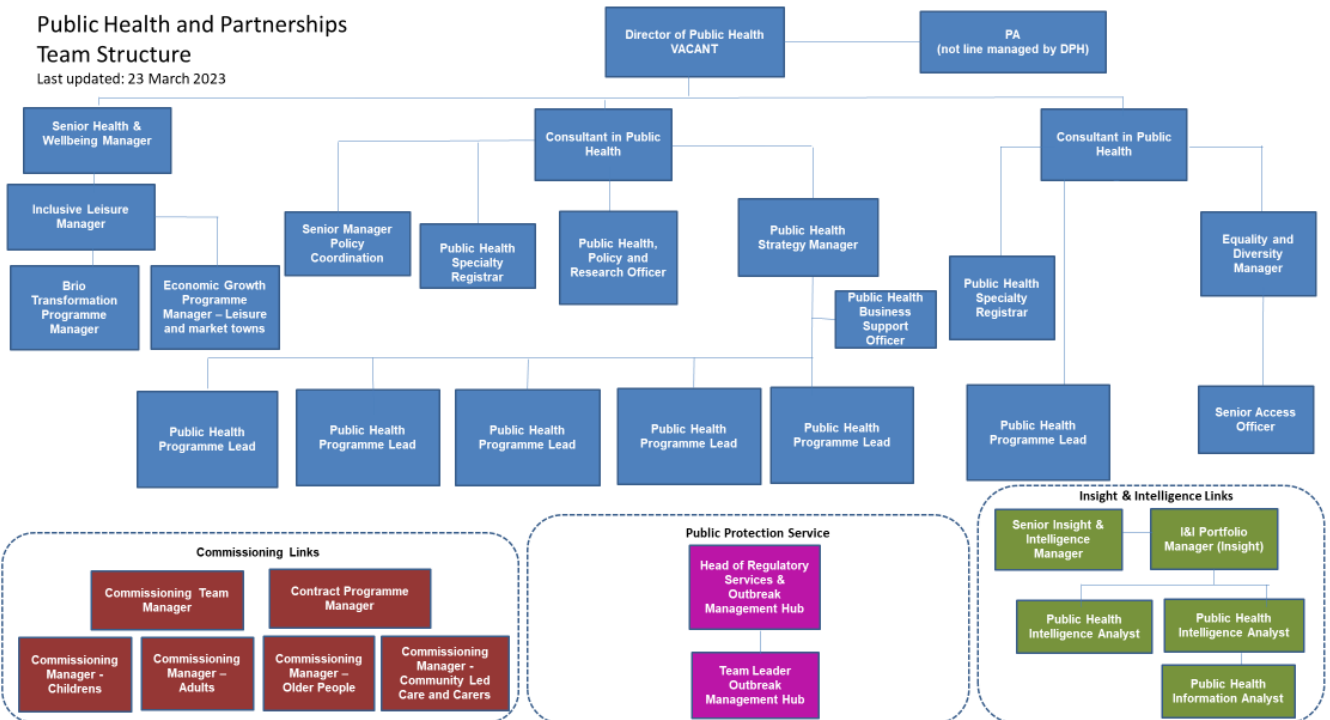 Public Health and Partnerships
Team Structure
Last updated: 23 March 2023
Director of Public Health
VACANT
PA
(not line managed by DPH)
Senior Health &
Wellbeing Manager
Consultant in Public
Health
Consultant in Public
Health
Inclusive Leisure
Manager
Senior Manager
Policy
Coordination
Public Health
Specialty
Registrar
Public Health,
Policy and
Research Officer
Public Health
Strategy Manager
Equality and
Diversity
Manager
Brio
Transformation
Programme
Manager
Economic Growth
Programme
Manager – Leisure
and market towns
Public Health
Business
Support
Officer
Public Health
Specialty
Registrar
Public Health
Programme Lead
Public Health
Programme Lead
Public Health
Programme Lead
Public Health
Programme Lead
Public Health
Programme Lead
Public Health
Programme Lead
Senior Access
Officer
Commissioning Links
Commissioning Team
Manager
Contract Programme
Manager
Commissioning
Manager -
Childrens
Commissioning
Manager –
Adults
Commissioning
Manager –
Older People
Commissioning
Manager -
Community Led
Care and Carers
Public Protection Service
Head of Regulatory
Services &
Outbreak
Management Hub
Team Leader
Outbreak
Management Hub
Insight & Intelligence Links
Senior Insight &
Intelligence
Manager
I&I Portfolio
Manager (Insight)
Public Health
Intelligence Analyst
Public Health
Intelligence Analyst
Public Health
Information Analyst